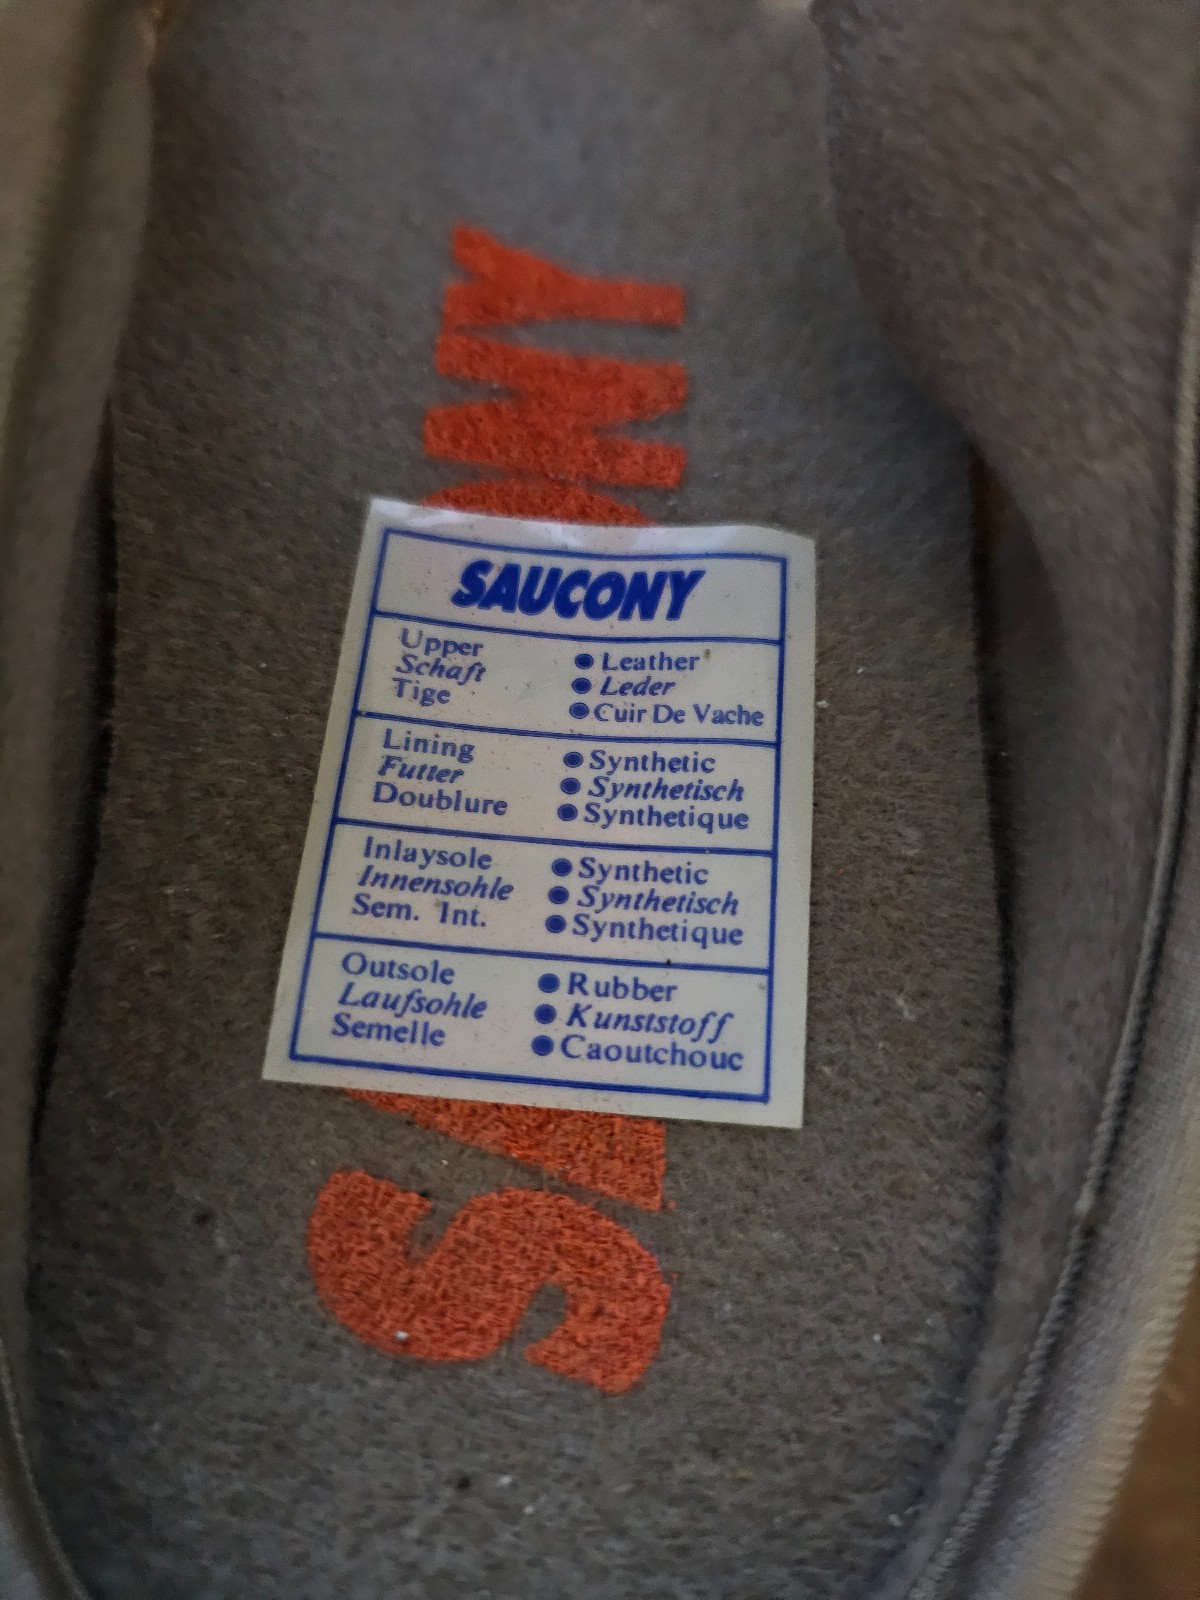 SAUCONY
Upper
Schaft
Tige
● Leather
● Leder
● Cuir De Vache
Lining
Futter
Doublure
● Synthetic
● Synthetisch
● Synthetique
Inlaysole
Innensohle
Sem. Int.
● Synthetic
● Synthetisch
● Synthetique
Outsole
Laufsohle
Semelle
● Rubber
● Kunststoff
● Caoutchouc